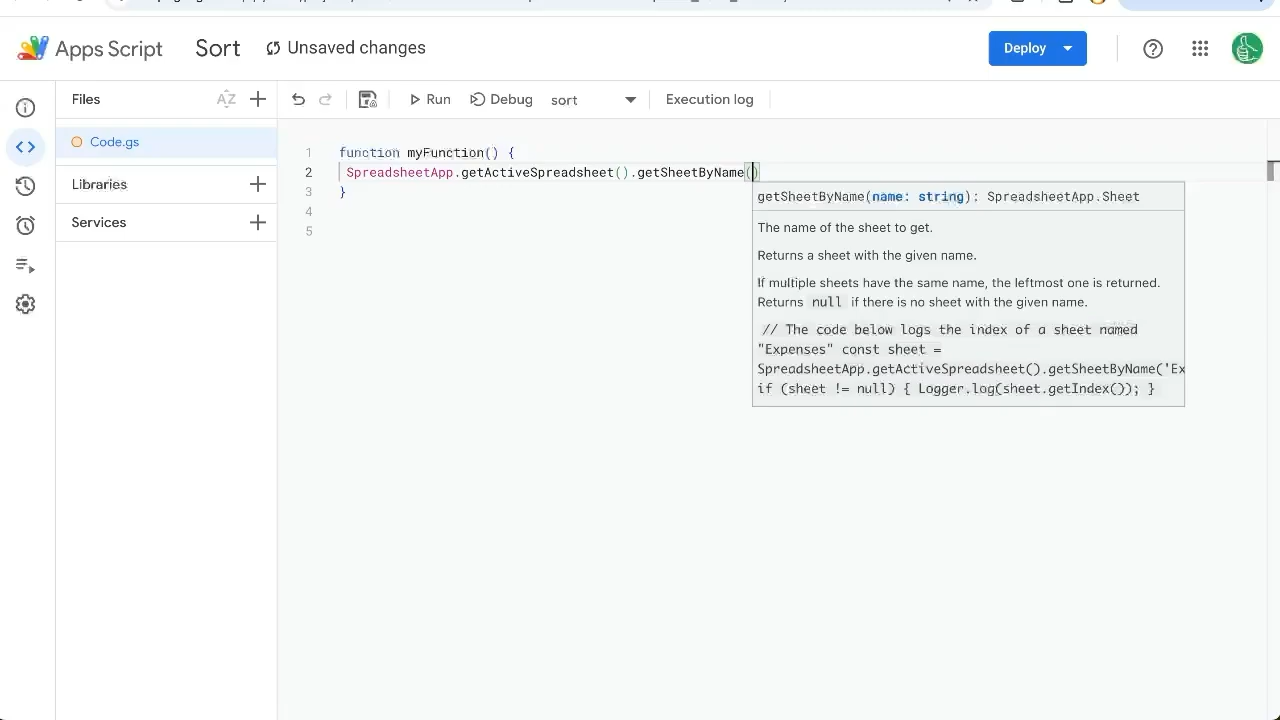 Apps Script Sort Unsaved changes Deploy
Files AZ Run Debug sort Execution log
Code.gs
Libraries
Services
1 function myFunction() {
2 SpreadsheetApp.getActiveSpreadsheet().getSheetByName()
3 }
4
5
getSheetByName(name: string): SpreadsheetApp.Sheet
The name of the sheet to get.
Returns a sheet with the given name.
If multiple sheets have the same name, the leftmost one is returned.
Returns null if there is no sheet with the given name.
// The code below logs the index of a sheet named
"Expenses" const sheet =
SpreadsheetApp.getActiveSpreadsheet().getSheetByName('Ex
if (sheet != null) { Logger.log(sheet.getIndex()); }